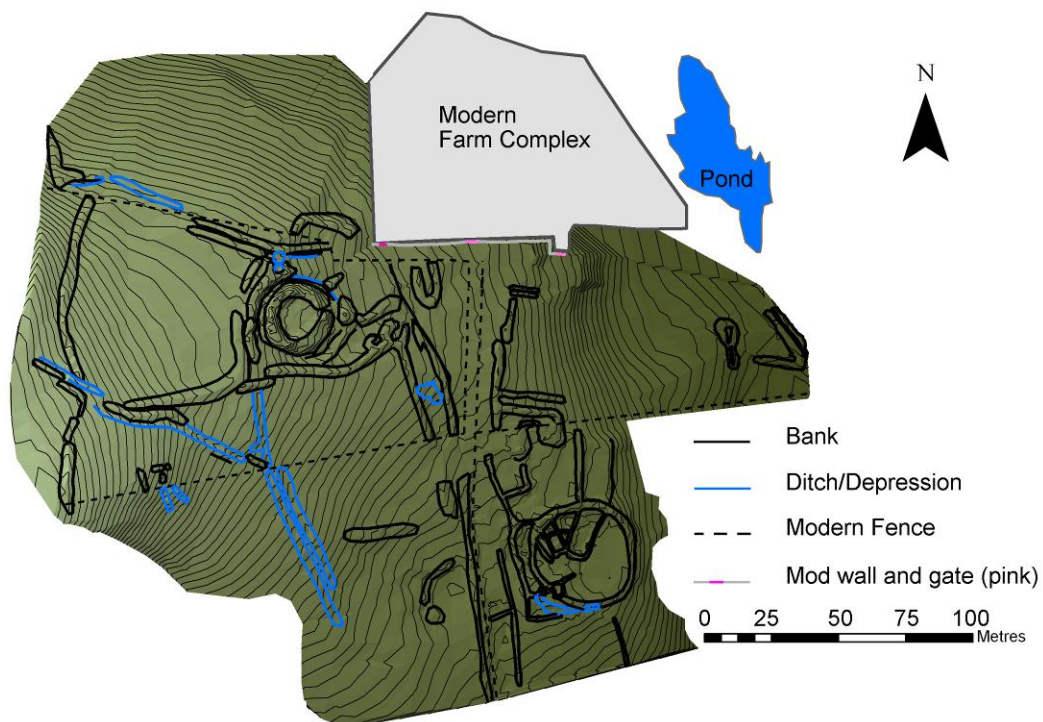 Modern
Farm Complex
Pond
N
Bank
Ditch/Depression
Modern Fence
Mod wall and gate (pink)
0 25 50 75 100
Metres